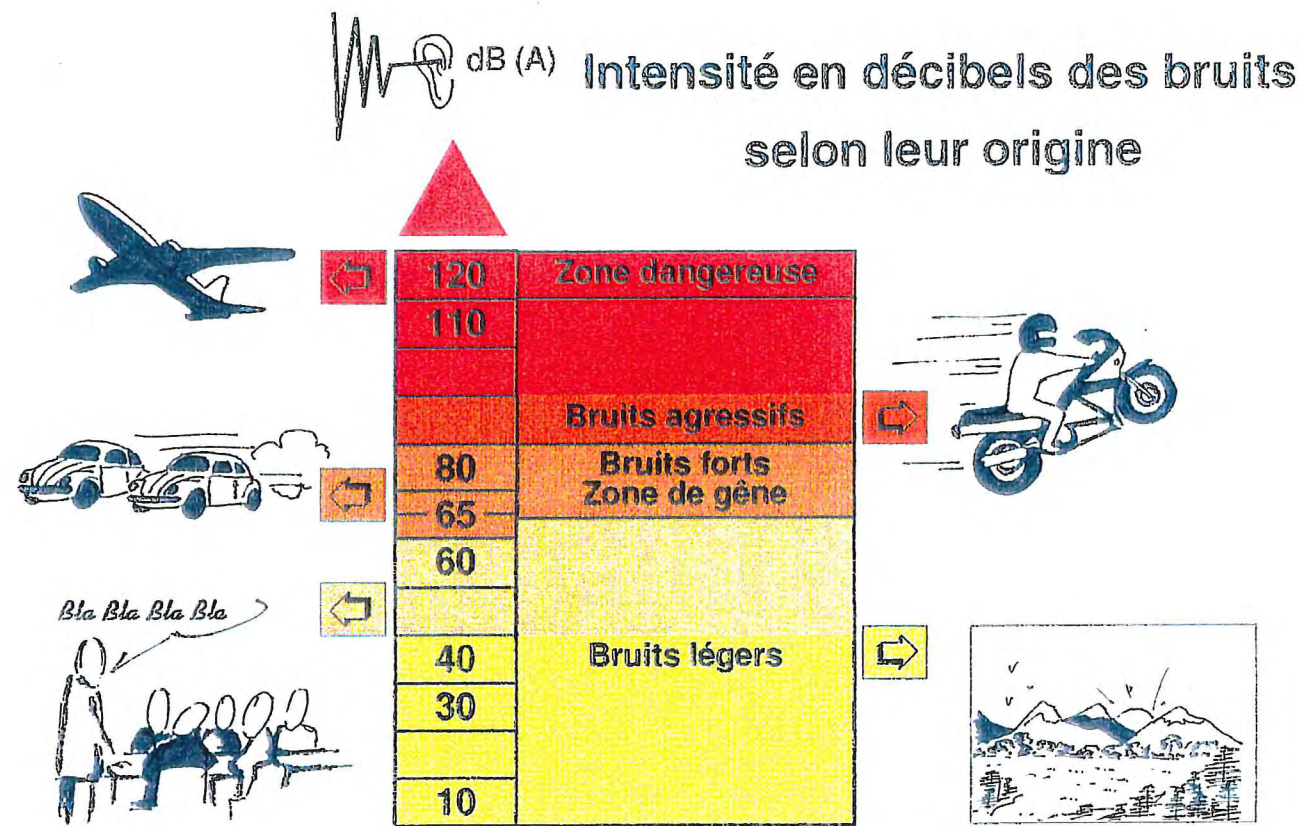 dB (A)
Intensité en décibels des bruits
selon leur origine
120 Zone dangereuse
110
Bruits agressifs
80 Bruits forts
Zone de gêne
65
60
Bla Bla Bla Bla
40 Bruits légers
30
10